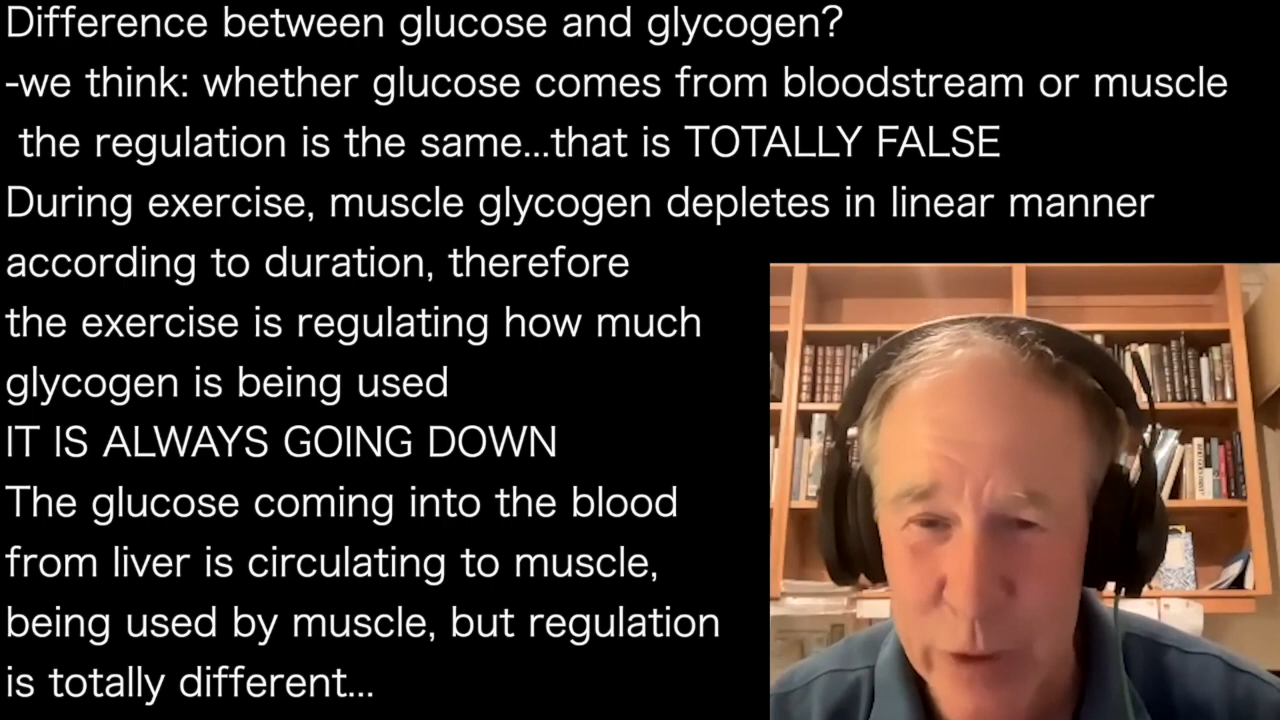 Difference between glucose and glycogen?
-we think: whether glucose comes from bloodstream or muscle
the regulation is the same...that is TOTALLY FALSE
During exercise, muscle glycogen depletes in linear manner
according to duration, therefore
the exercise is regulating how much
glycogen is being used
IT IS ALWAYS GOING DOWN
The glucose coming into the blood
from liver is circulating to muscle,
being used by muscle, but regulation
is totally different...